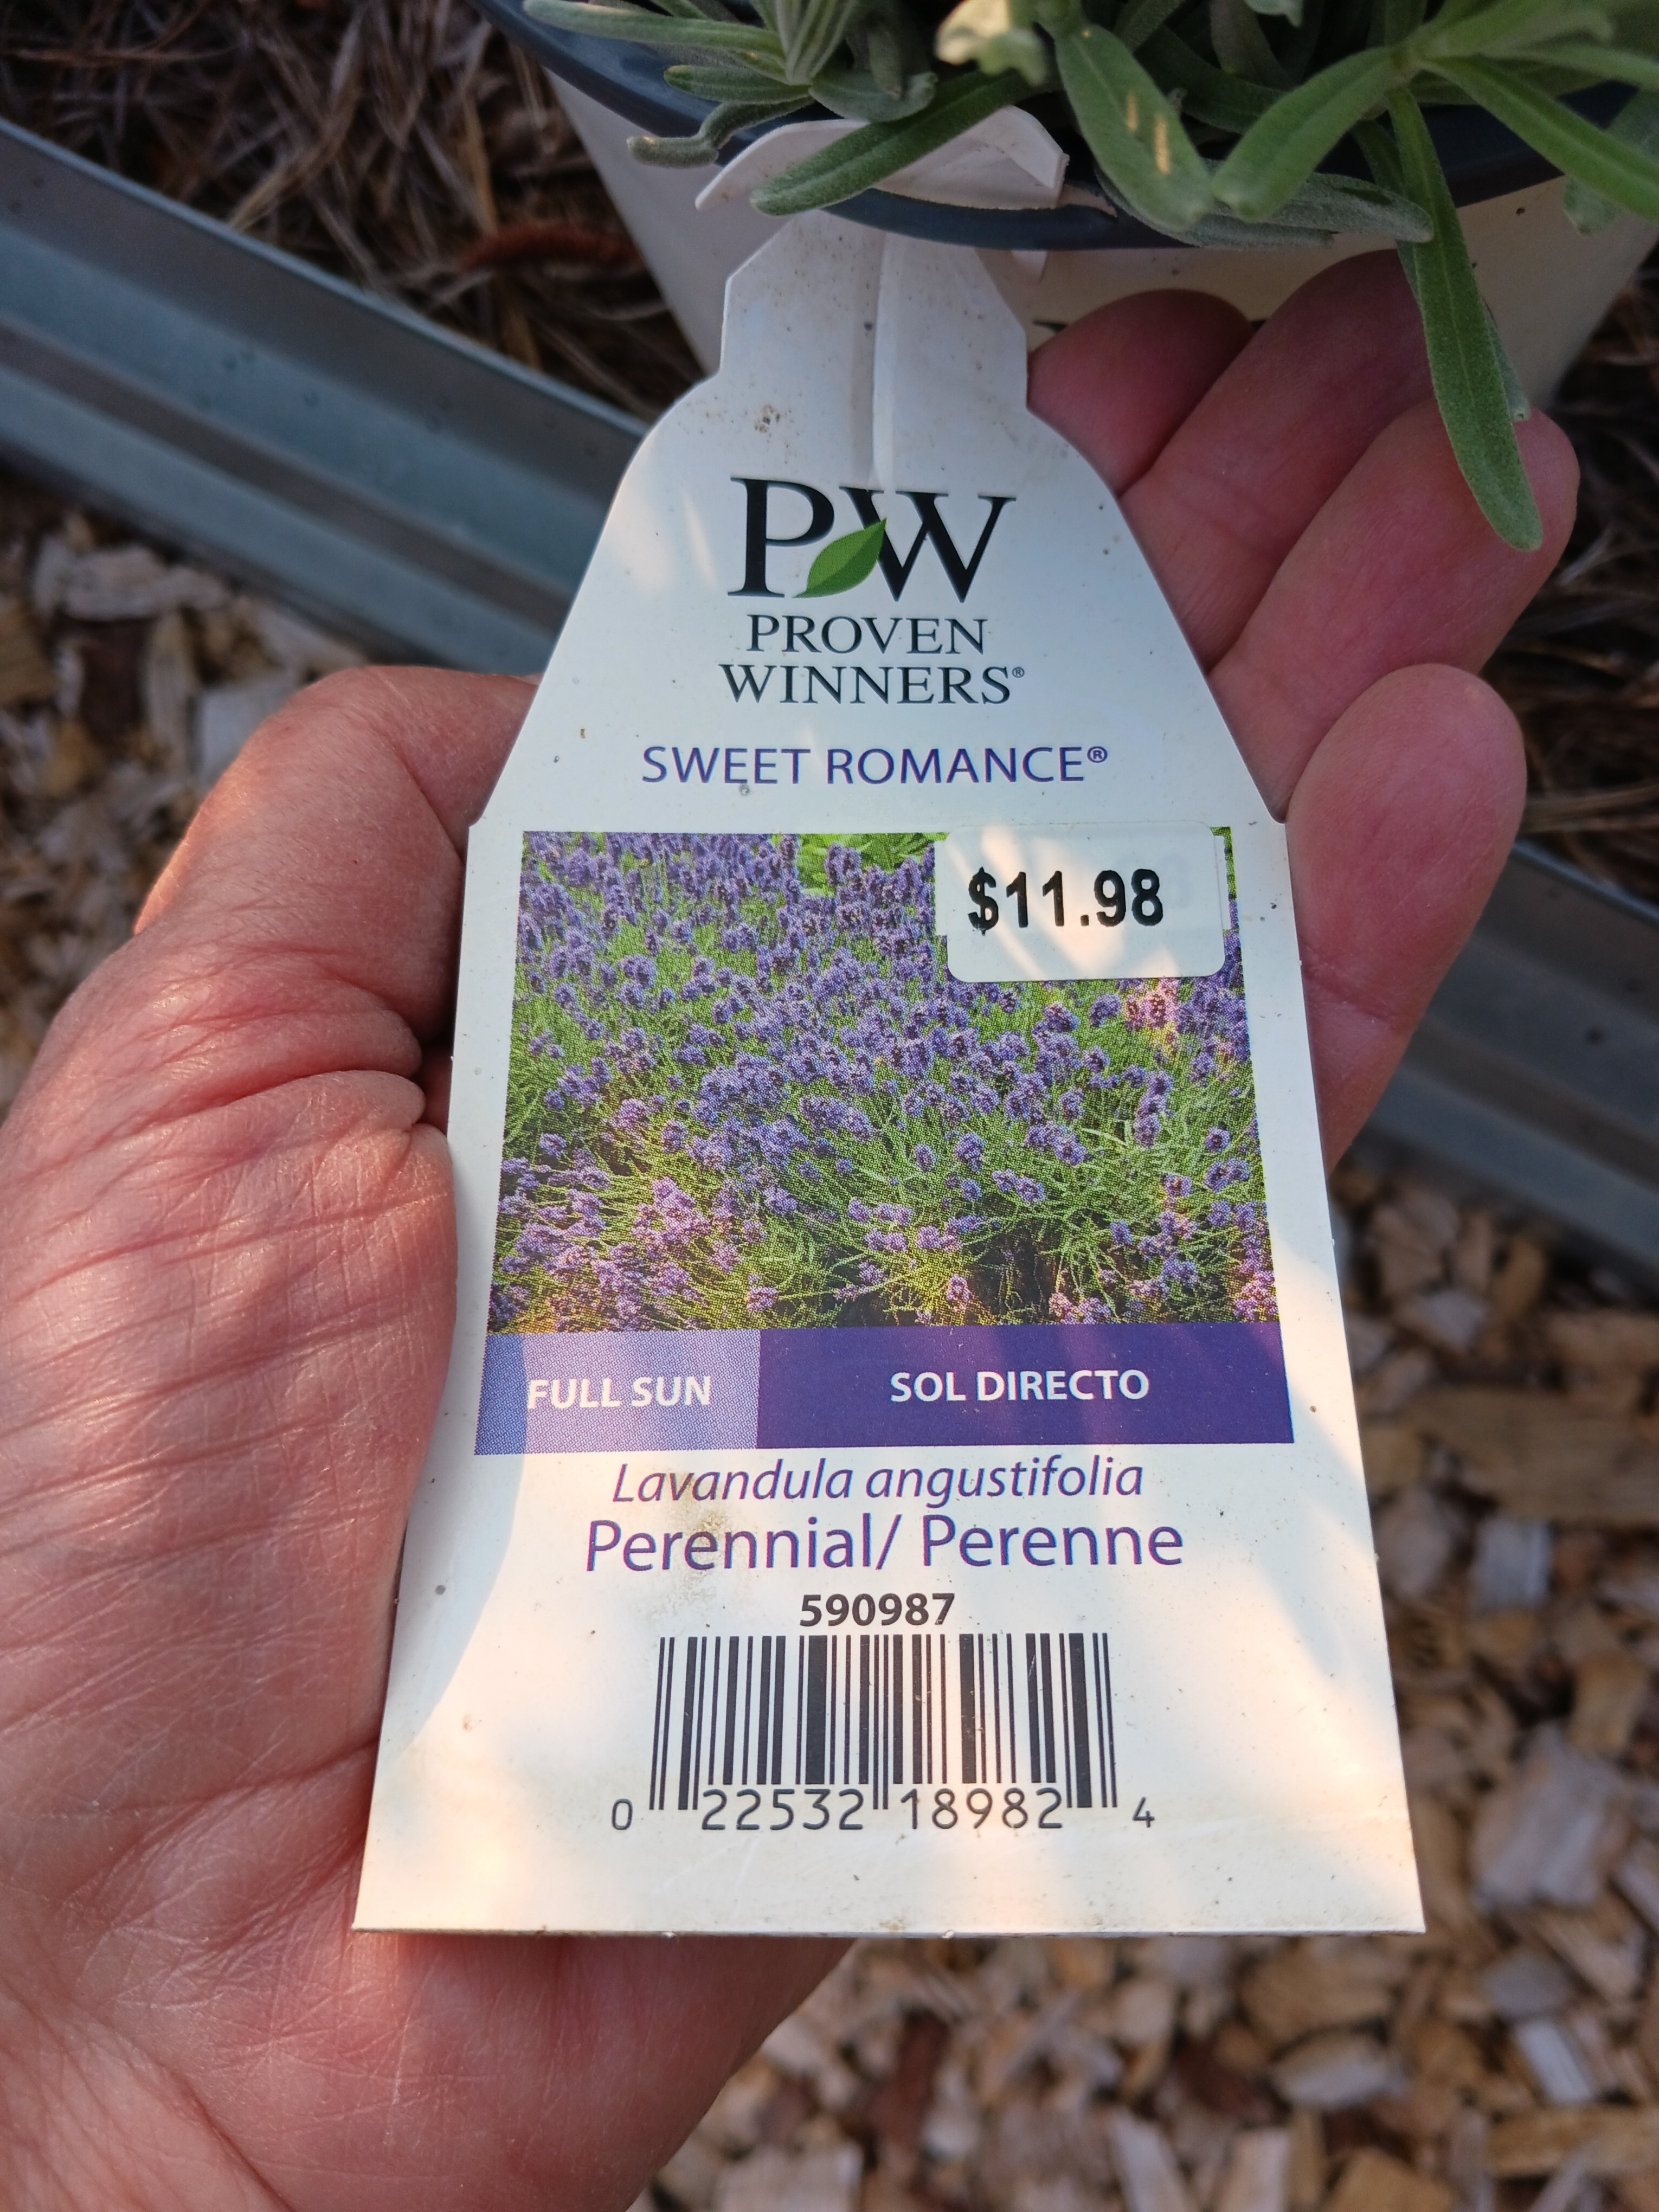 PW
PROVEN
WINNERS®
SWEET ROMANCE®
$11.98
FULL SUN SOL DIRECTO
Lavandula angustifolia
Perennial/ Perenne
590987
0 22532 18982 4